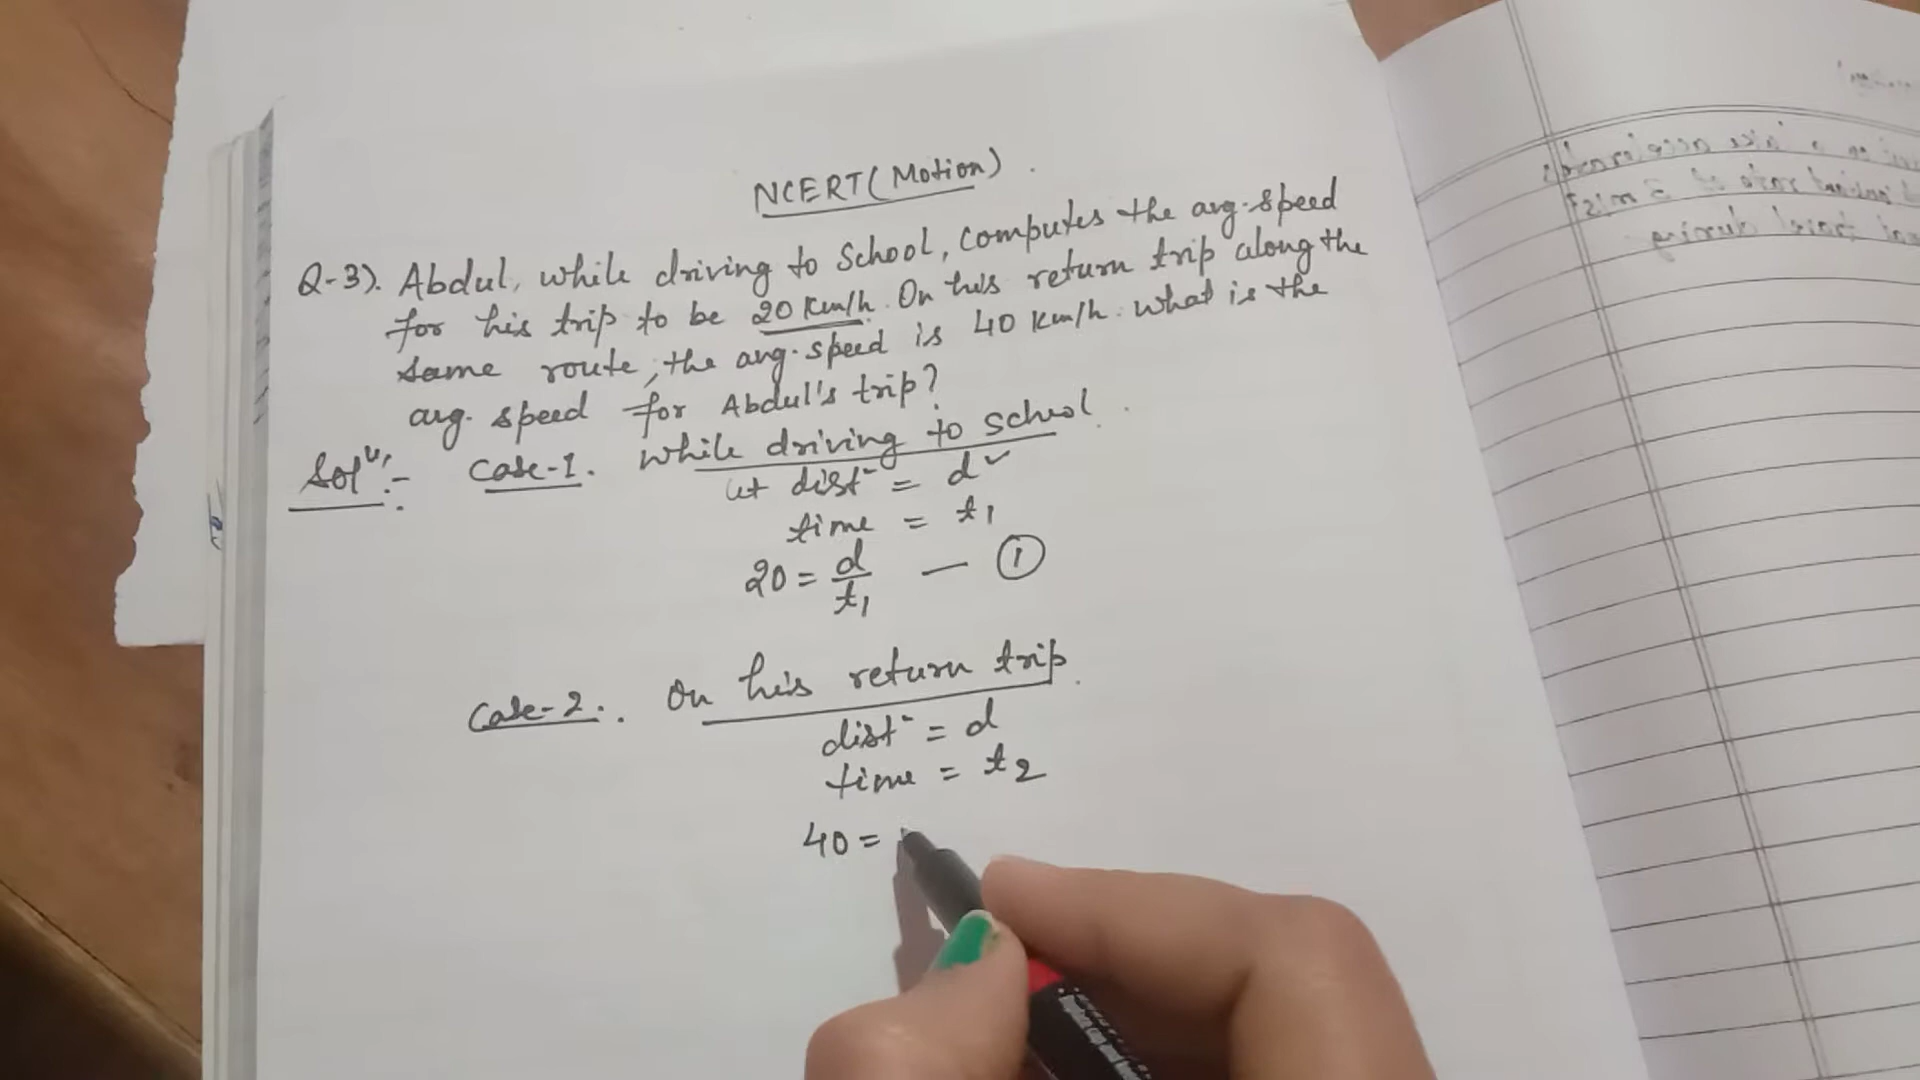 NCERT (Motion).
Q-3). Abdul, while driving to School, computes the avg. speed
for his trip to be 20 Km/h. On his return trip along the
same route, the avg. speed is 40 Km/h. what is the
avg. speed for Abdul's trip?
Solⁿ:- Case-1. While driving to school.
let dist = d
time = t₁
20 = d/t₁ — ①
Case-2. On his return trip.
dist = d
time = t₂
40 =